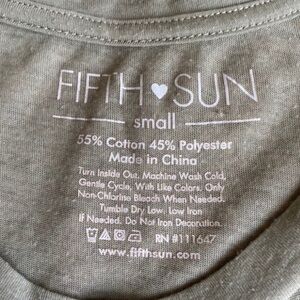 FIFTH ♥ SUN
small
55% Cotton 45% Polyester
Made in China
Turn Inside Out. Machine Wash Cold,
Gentle Cycle, With Like Colors. Only
Non-Chlorine Bleach When Needed.
Tumble Dry Low. Low Iron
If Needed. Do Not Iron Decoration.
RN #111647
www.fifthsun.com